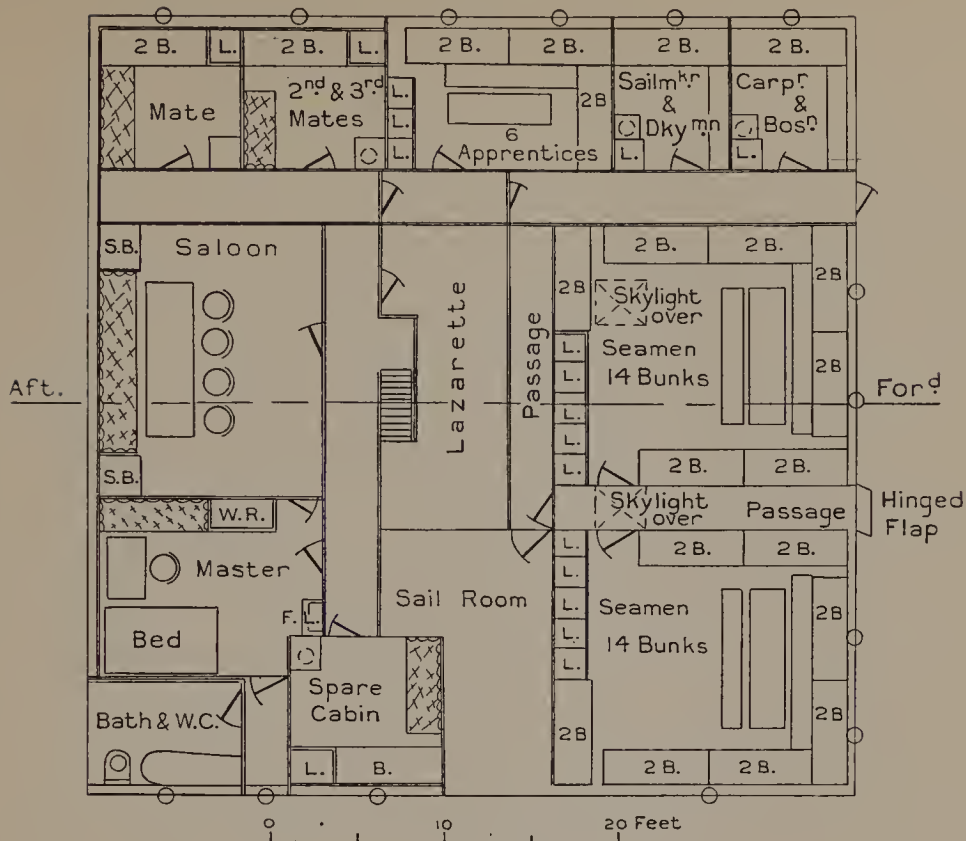 2 B.
L.
2 B.
L.
2 B.
2 B.
2 B.
2 B.
Mate
2nd & 3rd
Mates
L.
L.
L.
6
Apprentices
2B
Sailmkr
&
Dkymn
L.
Carpr
&
Bosn
L.
S.B.
Saloon
S.B.
Lazarette
Passage
2B
2 B.
2 B.
2B
Skylight
over
Seamen
14 Bunks
2B
L.
L.
L.
L.
L.
2 B.
2 B.
Aft.
Ford
Skylight
over
Passage
Hinged
Flap
W.R.
Master
F.
L.
Bed
Sail Room
L.
L.
L.
L.
L.
2 B.
2 B.
Seamen
14 Bunks
2B
2B
2B
2 B.
2 B.
Spare
Cabin
L.
B.
Bath & W.C.
0
10
20 Feet